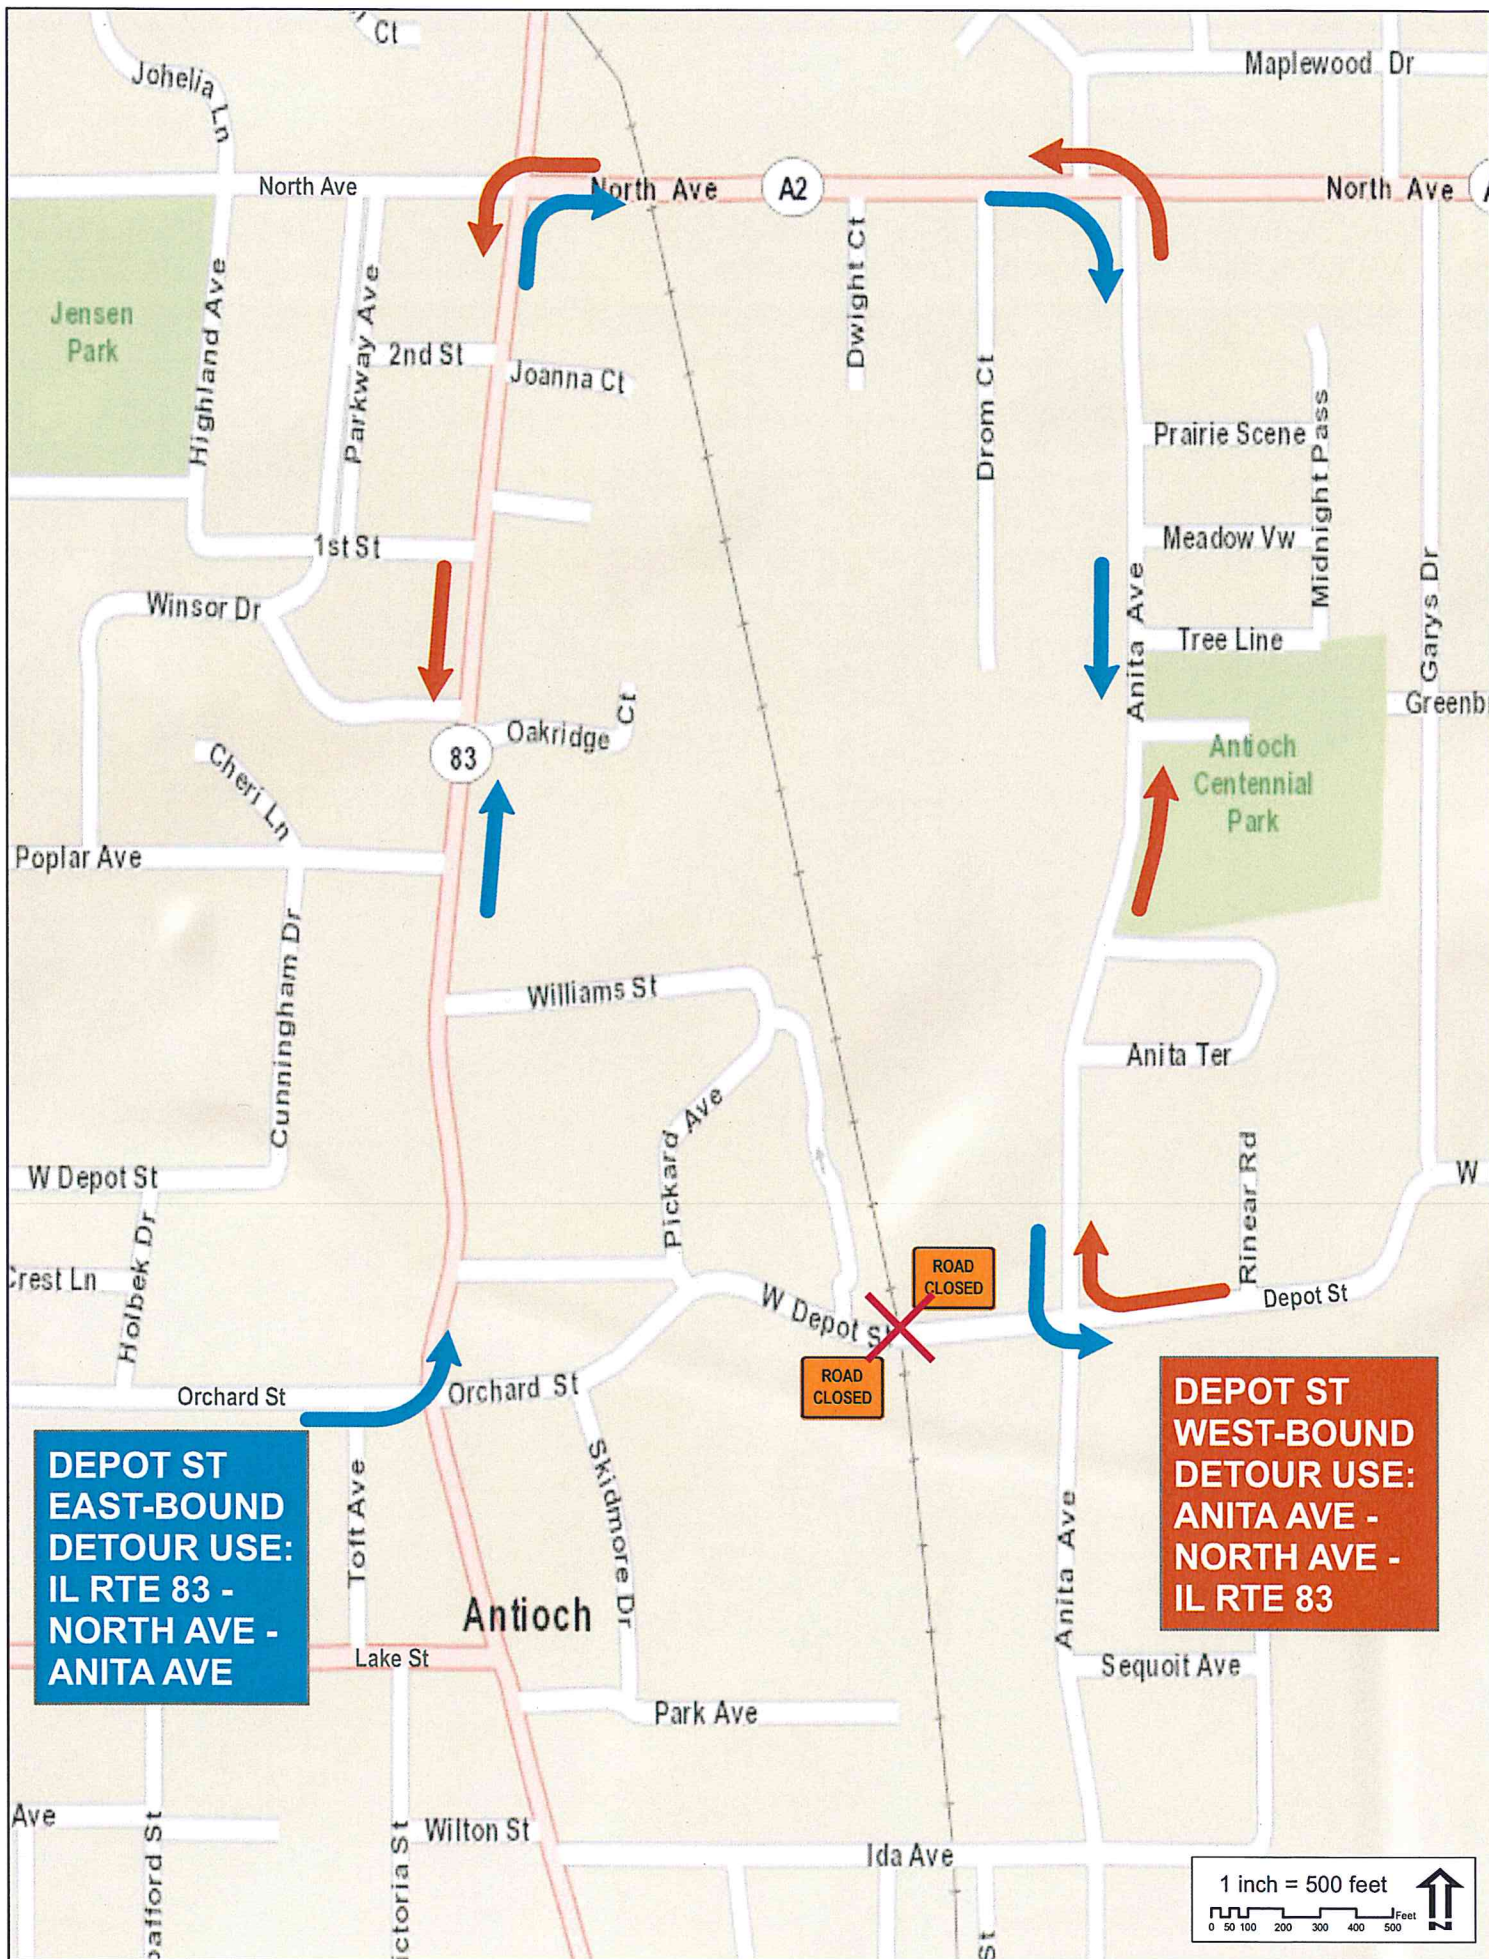 Ct
Johelia Ln
Maplewood Dr
North Ave
North Ave
A2
North Ave
Jensen
Park
Highland Ave
Parkway Ave
2nd St
Joanna Ct
Dwight Ct
Drom Ct
Prairie Scene
Midnight Pass
Meadow Vw
1st St
Winsor Dr
Anita Ave
Tree Line
Garys Dr
Greenb
83
Oakridge Ct
Cheri Ln
Antioch
Centennial
Park
Poplar Ave
Cunningham Dr
Williams St
Anita Ter
Pickard Ave
Rinear Rd
W Depot St
W
Holbek Dr
Crest Ln
ROAD
CLOSED
W Depot St
Depot St
ROAD
CLOSED
Orchard St
Orchard St
DEPOT ST
WEST-BOUND
DETOUR USE:
ANITA AVE -
NORTH AVE -
IL RTE 83
DEPOT ST
EAST-BOUND
DETOUR USE:
IL RTE 83 -
NORTH AVE -
ANITA AVE
Toft Ave
Skidmore Dr
Anita Ave
Antioch
Lake St
Sequoit Ave
Park Ave
Ave
pafford St
ictoria St
Wilton St
Ida Ave
St
1 inch = 500 feet
Feet
0 50 100 200 300 400 500
N